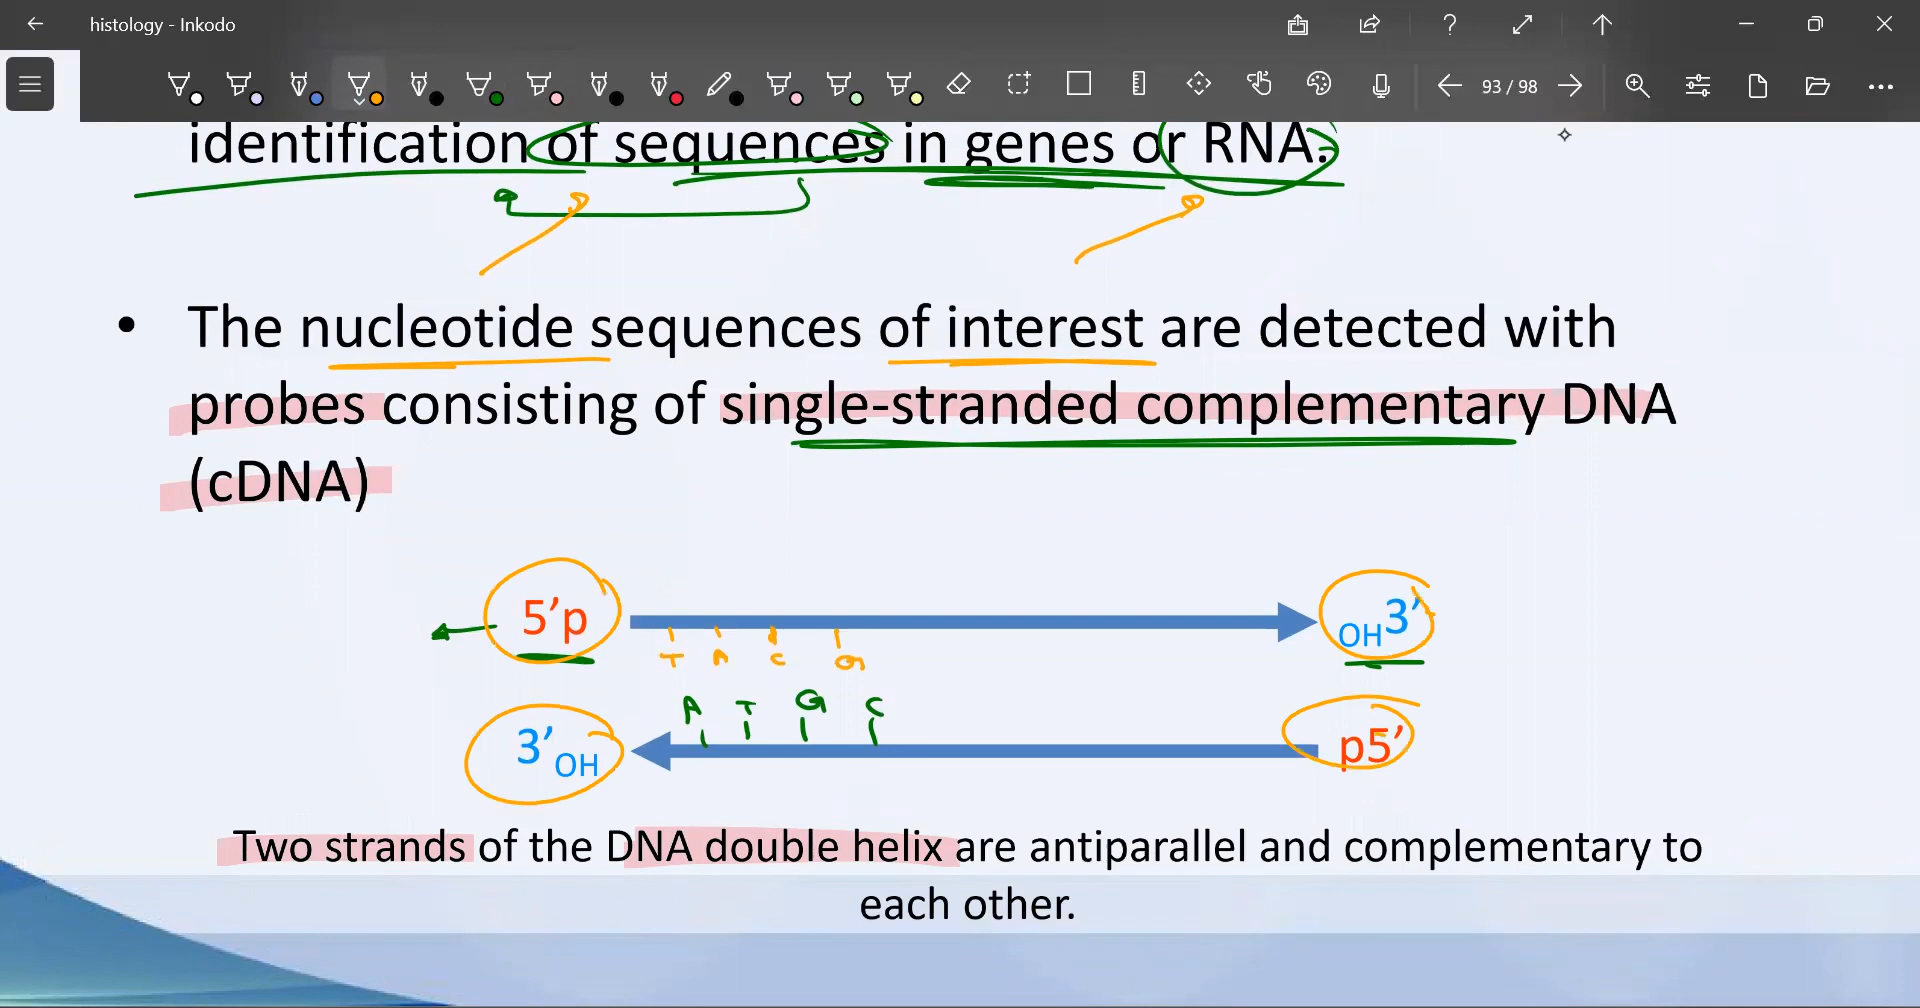 histology - Inkodo
93 / 98
identification of sequences in genes or RNA.
• The nucleotide sequences of interest are detected with
probes consisting of single-stranded complementary DNA
(cDNA)
5’p OH3’
T A C G
A T G C
3’OH p5’
Two strands of the DNA double helix are antiparallel and complementary to
each other.